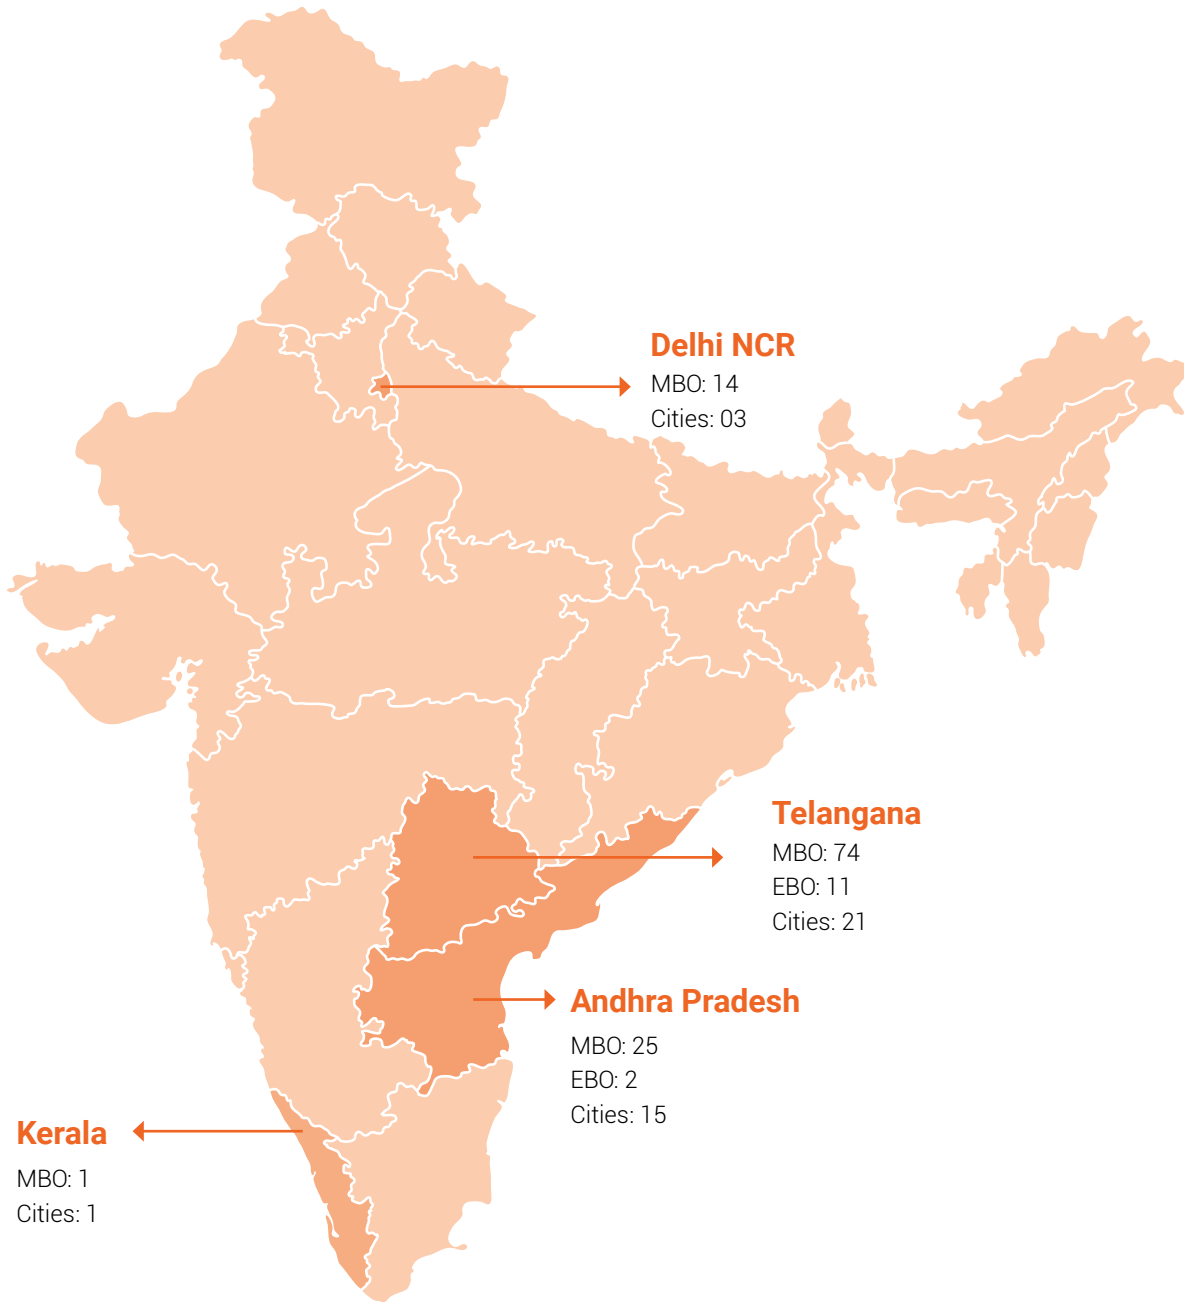 Delhi NCR
MBO: 14
Cities: 03
Telangana
MBO: 74
EBO: 11
Cities: 21
Andhra Pradesh
MBO: 25
EBO: 2
Cities: 15
Kerala
MBO: 1
Cities: 1